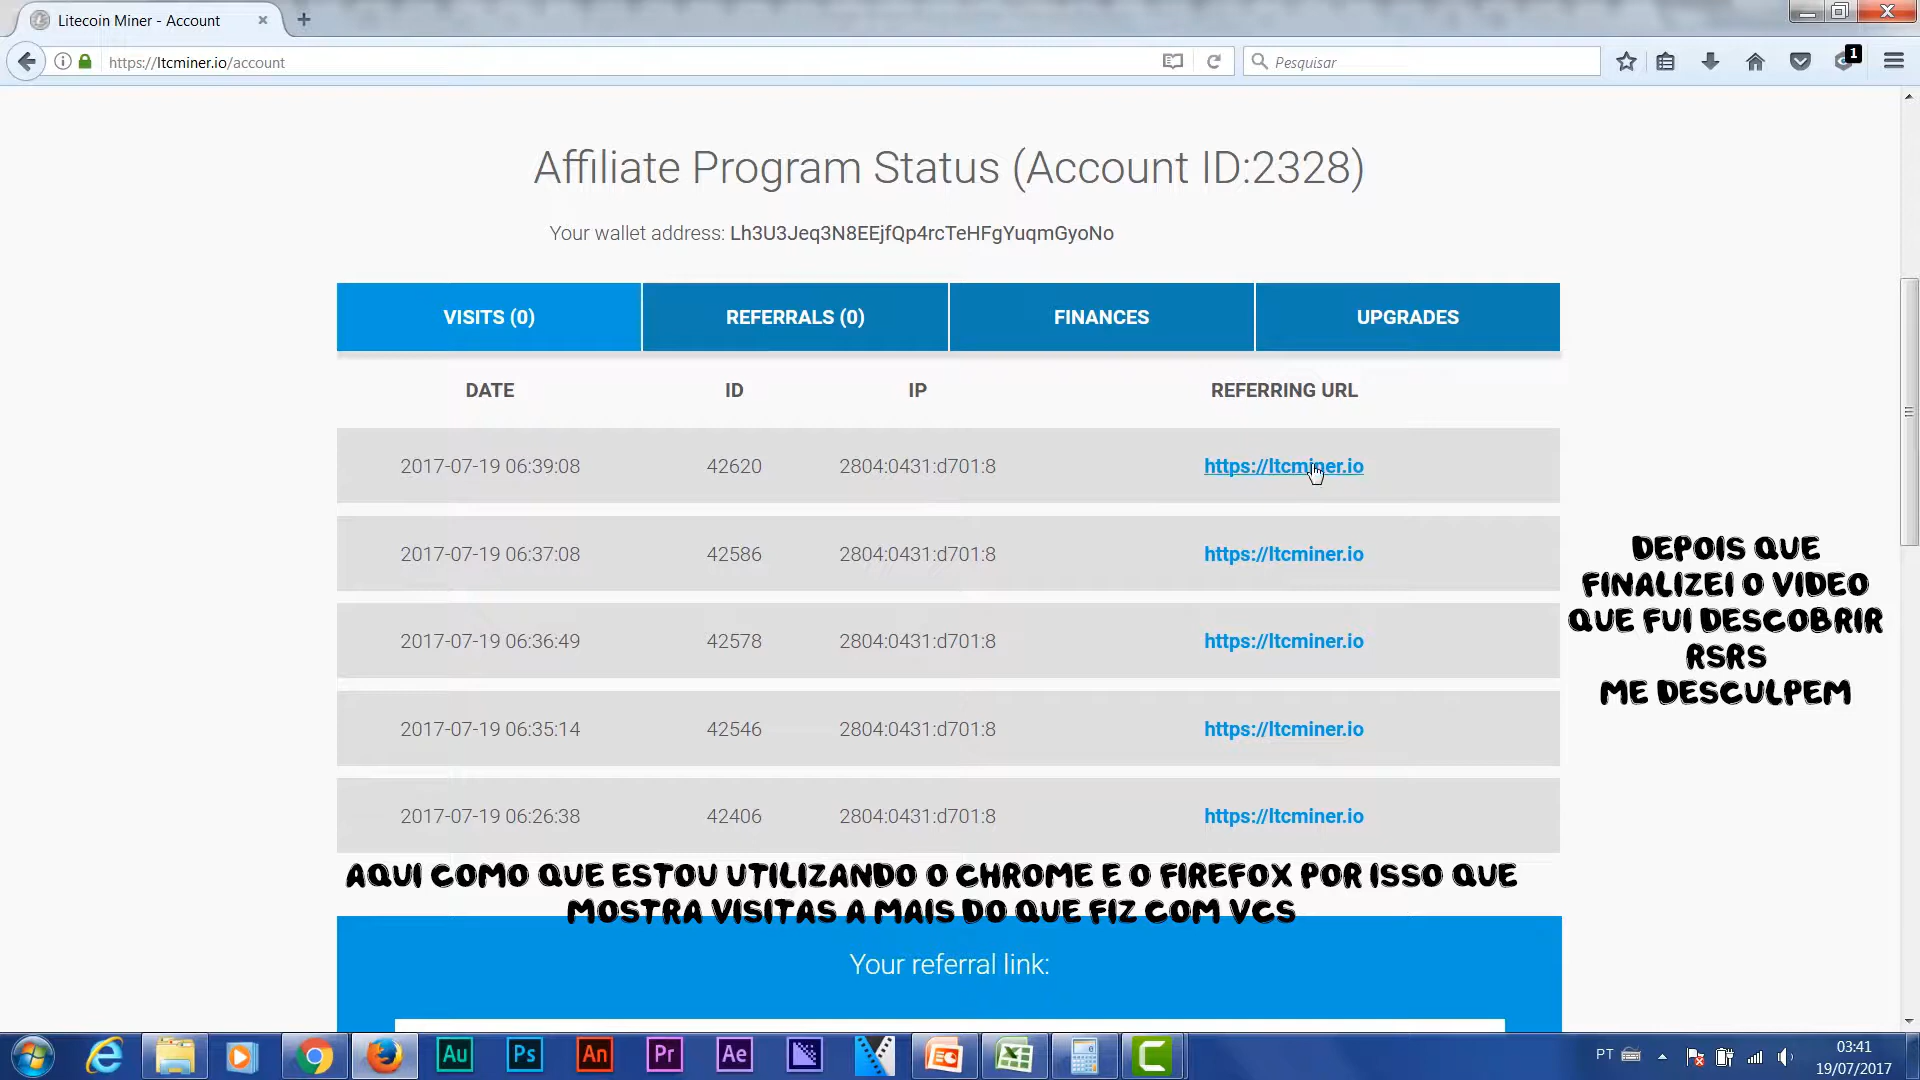 Litecoin Miner - Account
https://ltcminer.io/account
Pesquisar
1
Affiliate Program Status (Account ID:2328)
Your wallet address: Lh3U3Jeq3N8EEjfQp4rcTeHFgYuqmGyoNo
VISITS (0) REFERRALS (0) FINANCES UPGRADES
DATE ID IP REFERRING URL
2017-07-19 06:39:08 42620 2804:0431:d701:8 https://ltcminer.io
2017-07-19 06:37:08 42586 2804:0431:d701:8 https://ltcminer.io
2017-07-19 06:36:49 42578 2804:0431:d701:8 https://ltcminer.io
2017-07-19 06:35:14 42546 2804:0431:d701:8 https://ltcminer.io
2017-07-19 06:26:38 42406 2804:0431:d701:8 https://ltcminer.io
DEPOIS QUE
FINALIZEI O VIDEO
QUE FUI DESCOBRIR
RSRS
ME DESCULPEM
AQUI COMO QUE ESTOU UTILIZANDO O CHROME E O FIREFOX POR ISSO QUE
MOSTRA VISITAS A MAIS DO QUE FIZ COM VCS
Your referral link:
Au Ps An Pr Ae
PT
03:41
19/07/2017